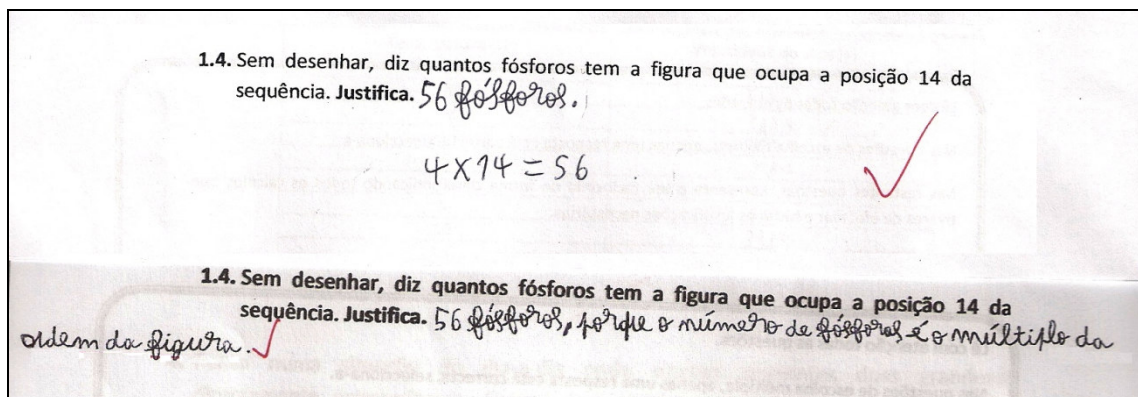 1.4. Sem desenhar, diz quantos fósforos tem a figura que ocupa a posição 14 da
sequência. Justifica. 56 fósforos.
4 x 14 = 56
1.4. Sem desenhar, diz quantos fósforos tem a figura que ocupa a posição 14 da
sequência. Justifica. 56 fósforos, porque o número de fósforos é o múltiplo da
ordem da figura.